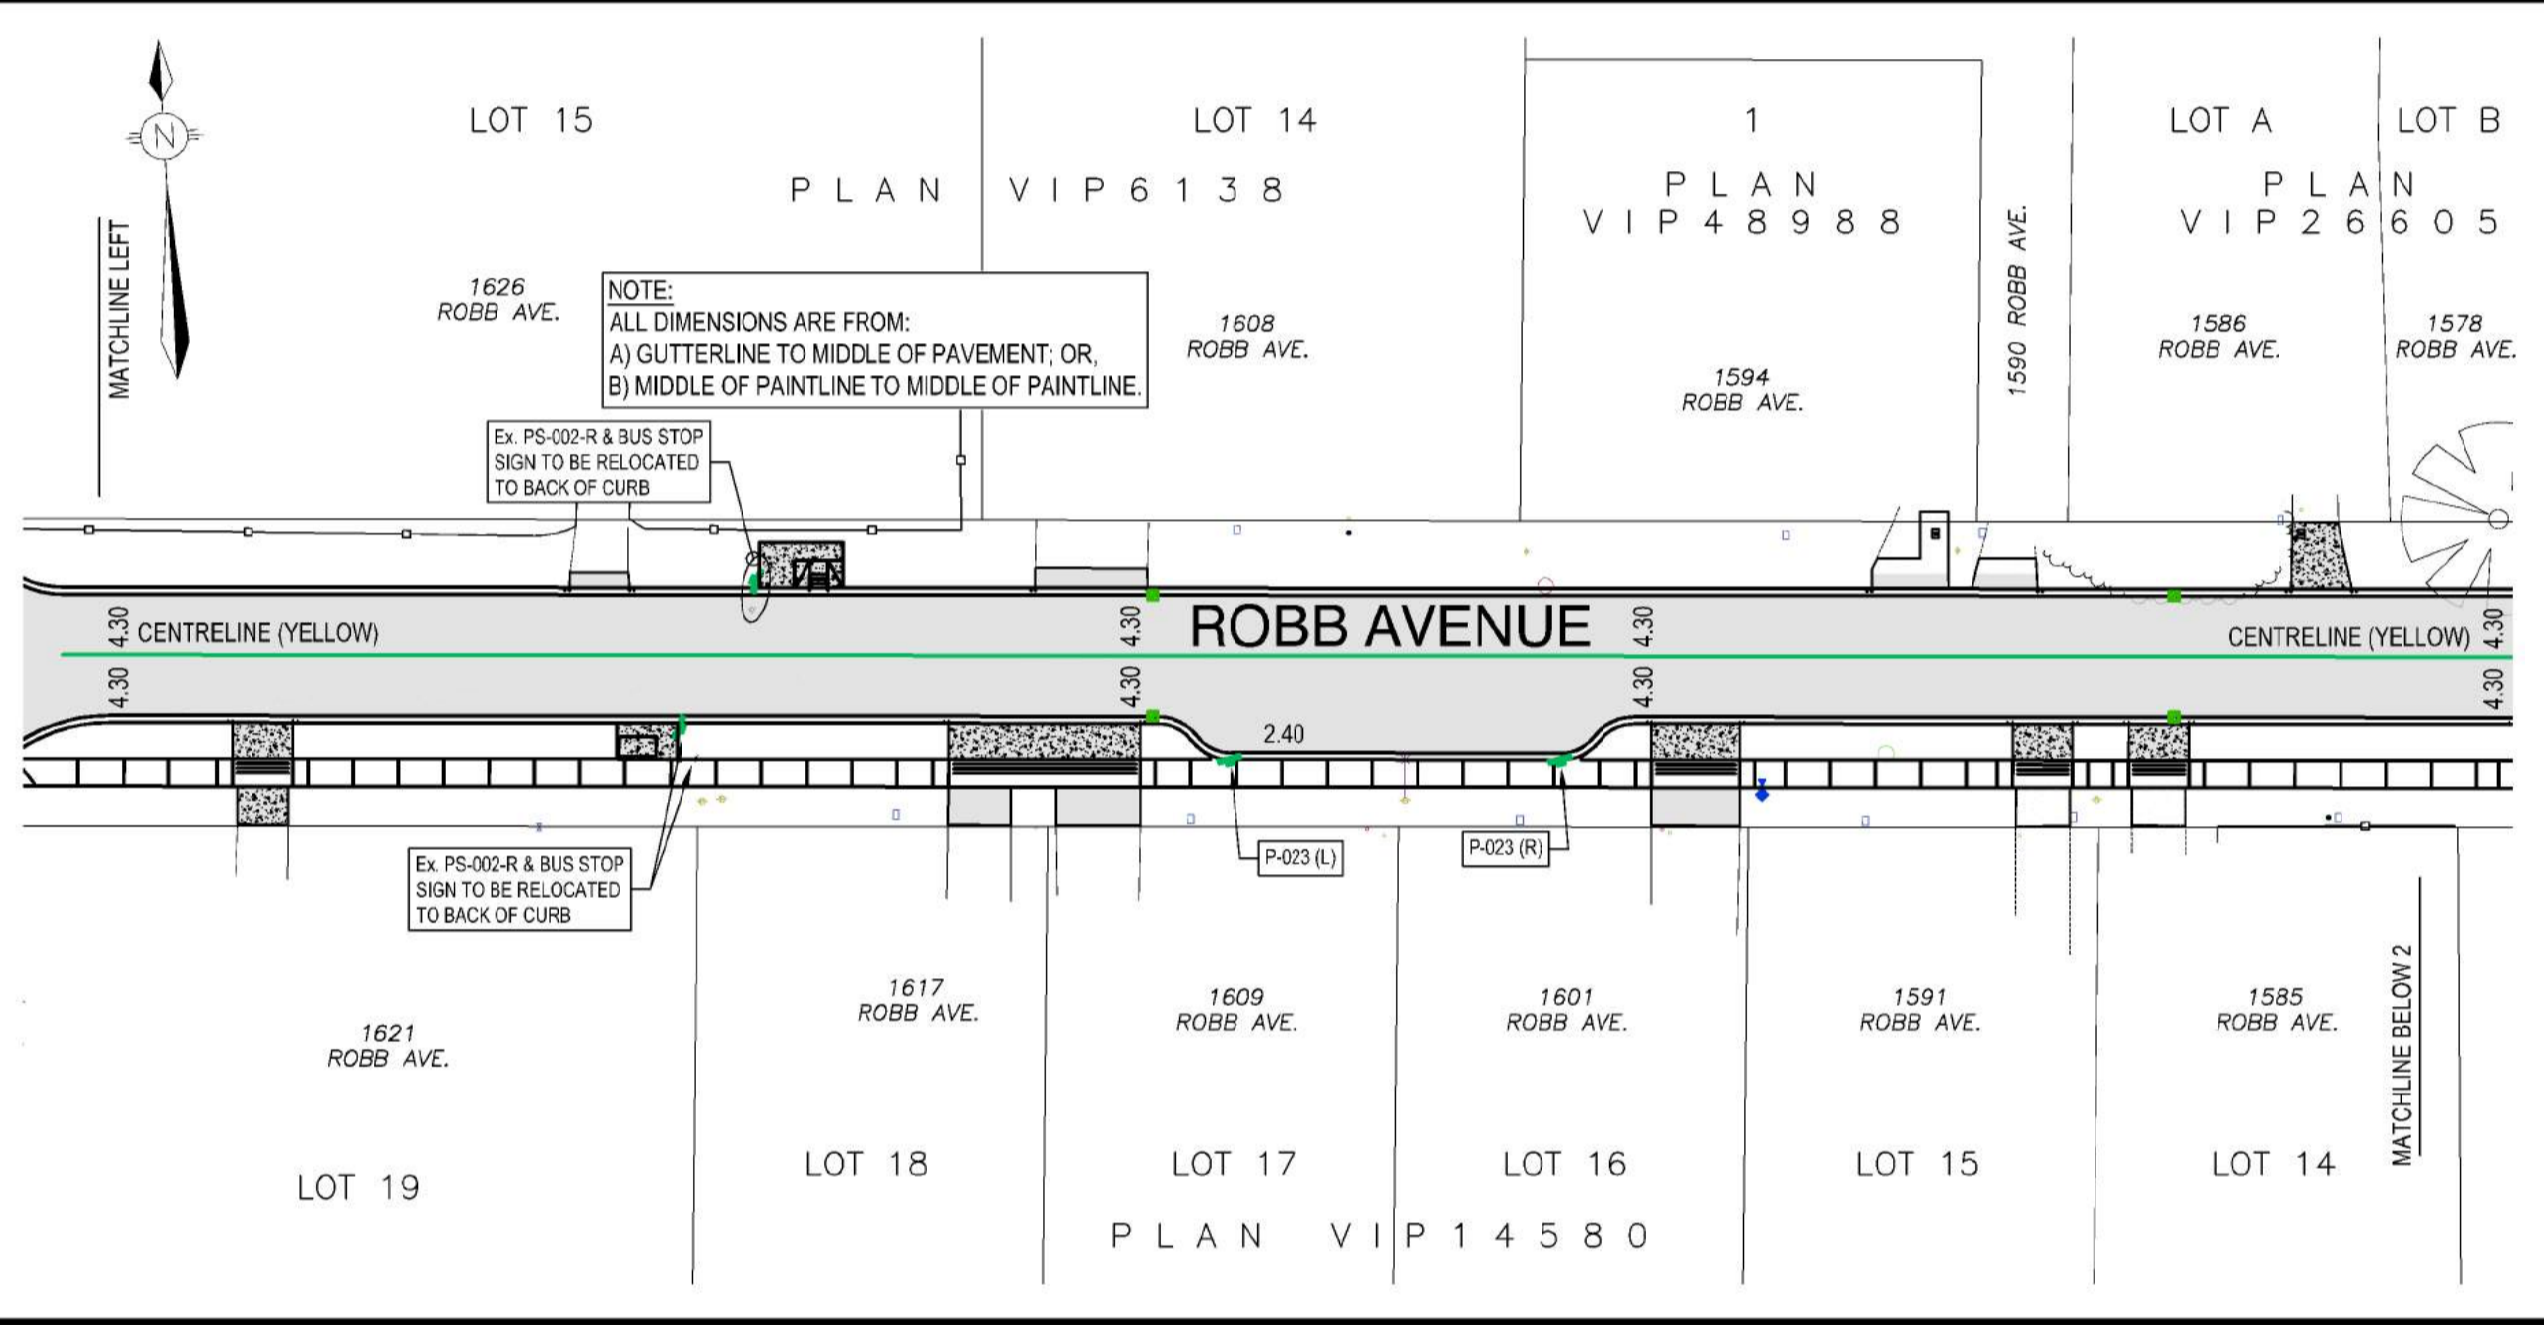 LOT 15
LOT 14
1
LOT A
LOT B
PLAN VIP6138
PLAN
VIP48988
PLAN
VIP26605
N
MATCHLINE LEFT
1626
ROBB AVE.
NOTE:
ALL DIMENSIONS ARE FROM:
A) GUTTERLINE TO MIDDLE OF PAVEMENT; OR,
B) MIDDLE OF PAINTLINE TO MIDDLE OF PAINTLINE.
1608
ROBB AVE.
1594
ROBB AVE.
1590 ROBB AVE.
1586
ROBB AVE.
1578
ROBB AVE.
Ex. PS-002-R & BUS STOP
SIGN TO BE RELOCATED
TO BACK OF CURB
4.30
CENTRELINE (YELLOW)
4.30
ROBB AVENUE
4.30
CENTRELINE (YELLOW)
4.30
4.30
4.30
4.30
4.30
2.40
Ex. PS-002-R & BUS STOP
SIGN TO BE RELOCATED
TO BACK OF CURB
P-023 (L)
P-023 (R)
1621
ROBB AVE.
1617
ROBB AVE.
1609
ROBB AVE.
1601
ROBB AVE.
1591
ROBB AVE.
1585
ROBB AVE.
MATCHLINE BELOW 2
LOT 19
LOT 18
LOT 17
LOT 16
LOT 15
LOT 14
PLAN VIP14580